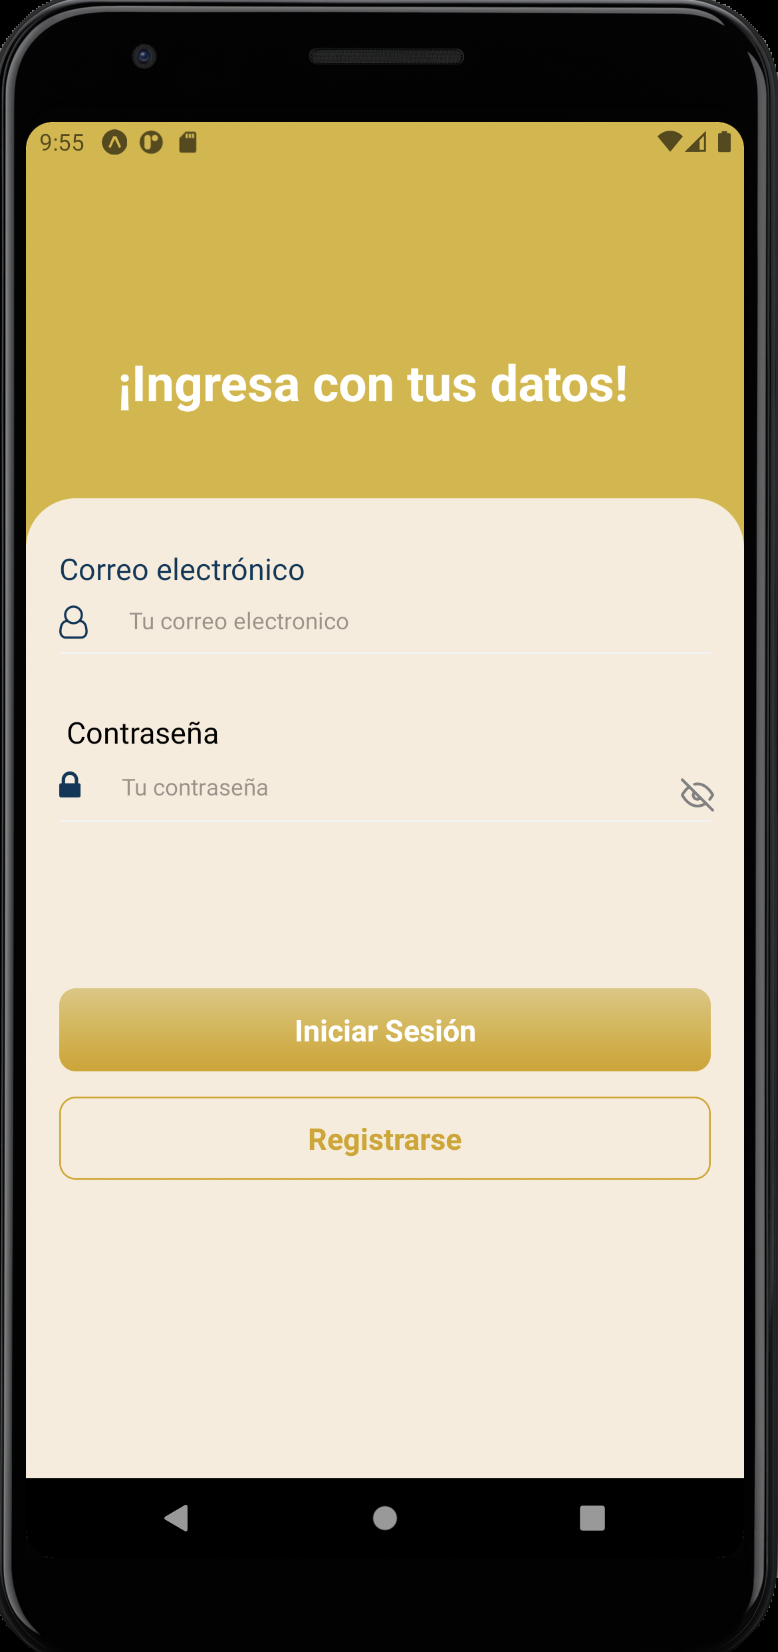 9:55
¡Ingresa con tus datos!
Correo electrónico
Tu correo electronico
Contraseña
Tu contraseña
Iniciar Sesión
Registrarse